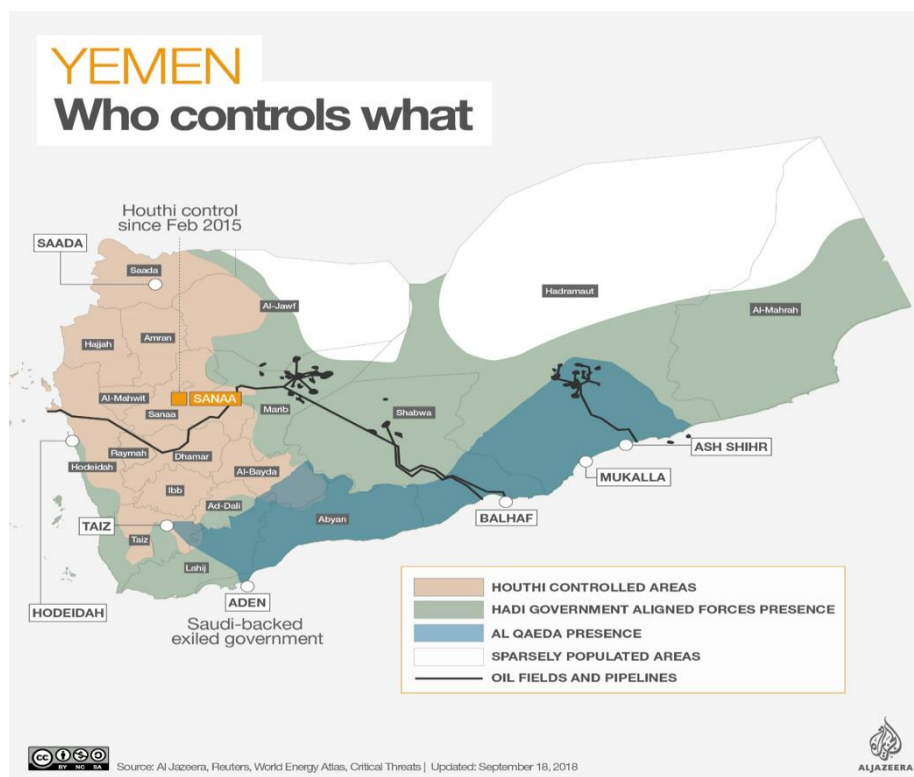 YEMEN
Who controls what
Houthi control
since Feb 2015
SAADA
Saada
Al-Jawf
Hadramaut
Al-Mahrah
Hajjah
Amran
Al-Mahwit
SANAA
Sanaa
Marib
Shabwa
Raymah
Dhamar
Hodeidah
Al-Bayda
ASH SHIHR
Ibb
MUKALLA
Ad-Dali
BALHAF
TAIZ
Abyan
Taiz
Lahij
HODEIDAH
ADEN
Saudi-backed
exiled government
HOUTHI CONTROLLED AREAS
HADI GOVERNMENT ALIGNED FORCES PRESENCE
AL QAEDA PRESENCE
SPARSELY POPULATED AREAS
OIL FIELDS AND PIPELINES
cc BY NC SA
Source: Al Jazeera, Reuters, World Energy Atlas, Critical Threats | Updated: September 18, 2018
ALJAZEERA